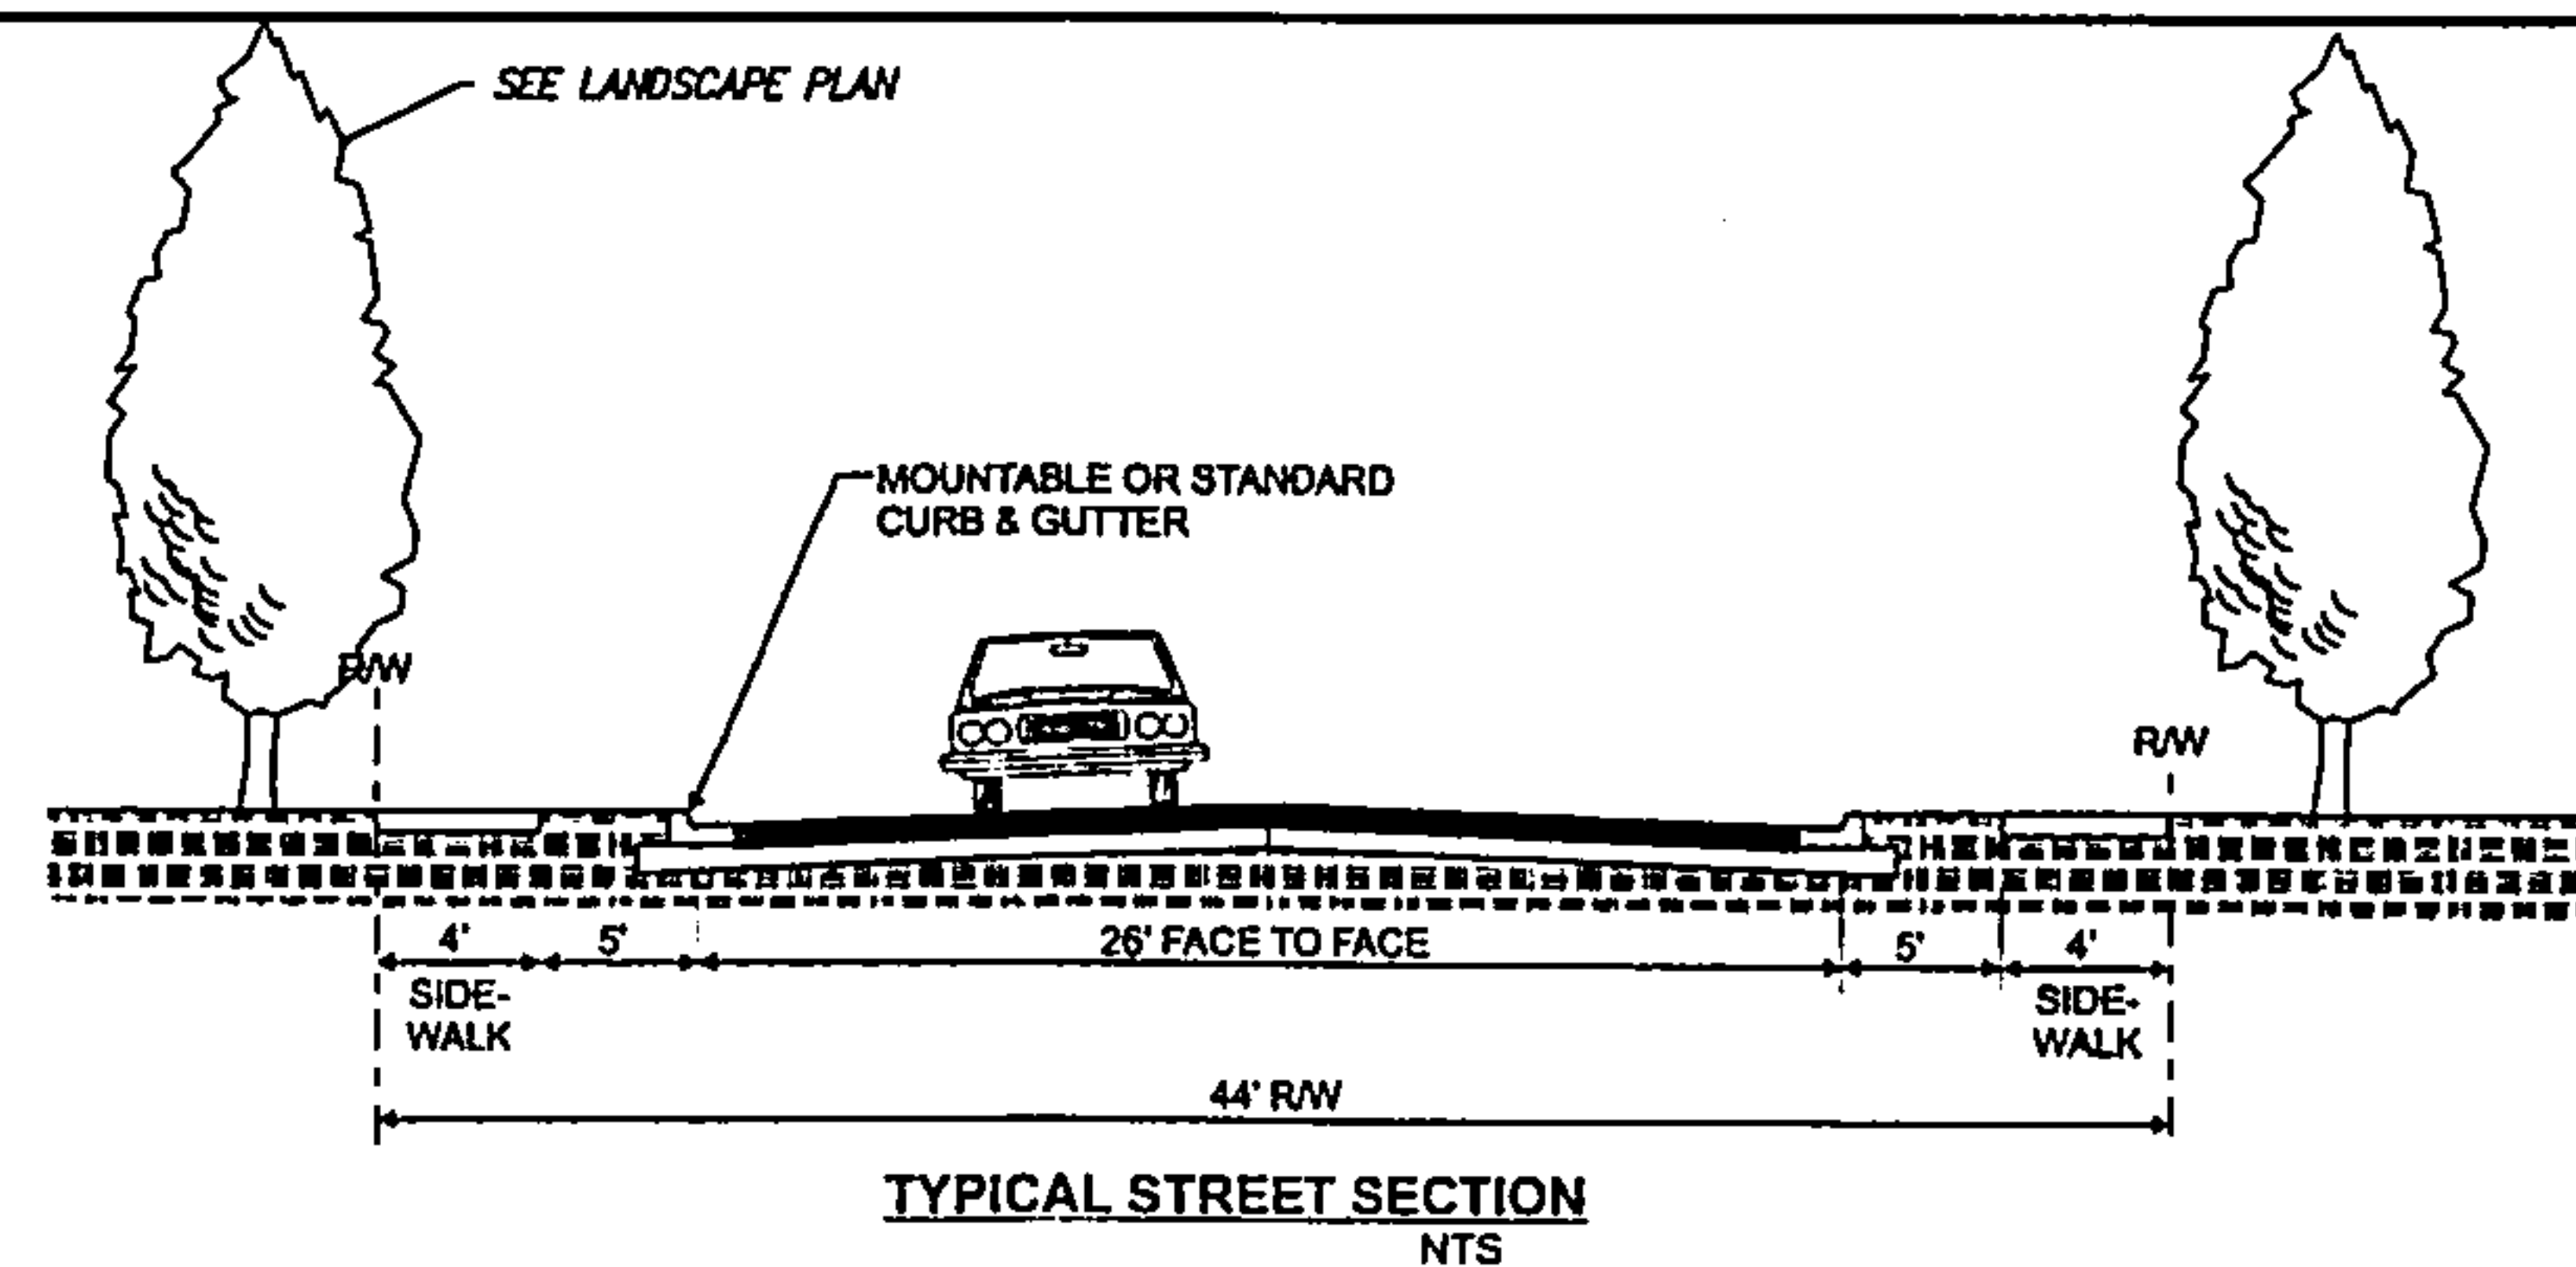 SEE LANDSCAPE PLAN
MOUNTABLE OR STANDARD
CURB & GUTTER
R/W
R/W
4'
5'
26' FACE TO FACE
5'
4'
SIDE-
WALK
SIDE-
WALK
44' R/W
TYPICAL STREET SECTION
NTS